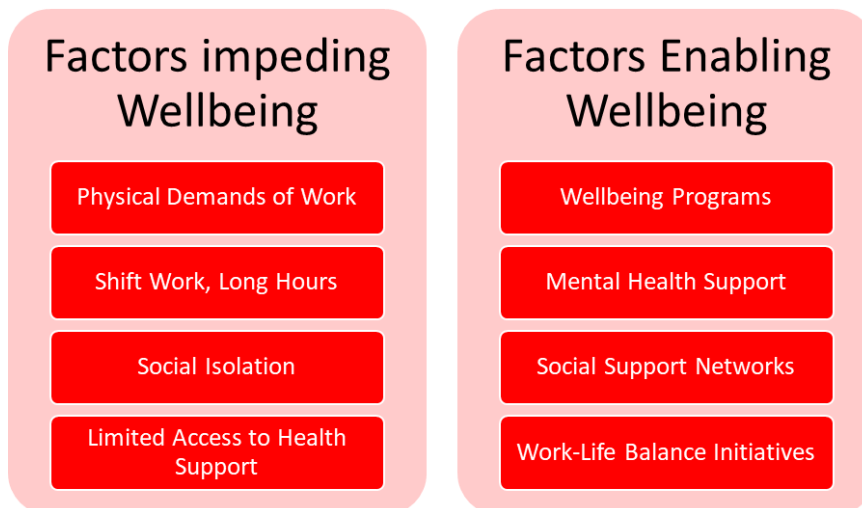 Factors impeding
Wellbeing
Physical Demands of Work
Shift Work, Long Hours
Social Isolation
Limited Access to Health
Support
Factors Enabling
Wellbeing
Wellbeing Programs
Mental Health Support
Social Support Networks
Work-Life Balance Initiatives